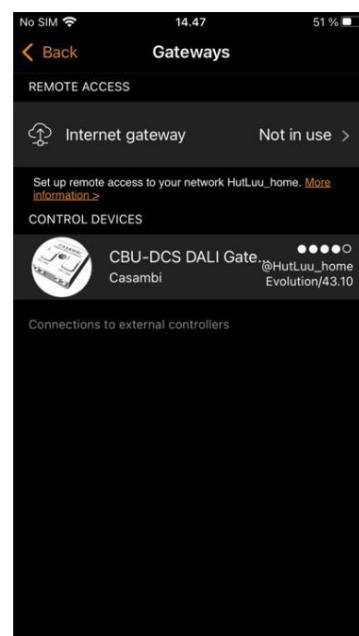 No SIM 14.47 51 %
Back Gateways
REMOTE ACCESS
Internet gateway Not in use >
Set up remote access to your network HutLuu_home. More
information >
CONTROL DEVICES
CBU-DCS DALI Gate...
Casambi
@HutLuu_home
Evolution/43.10
Connections to external controllers